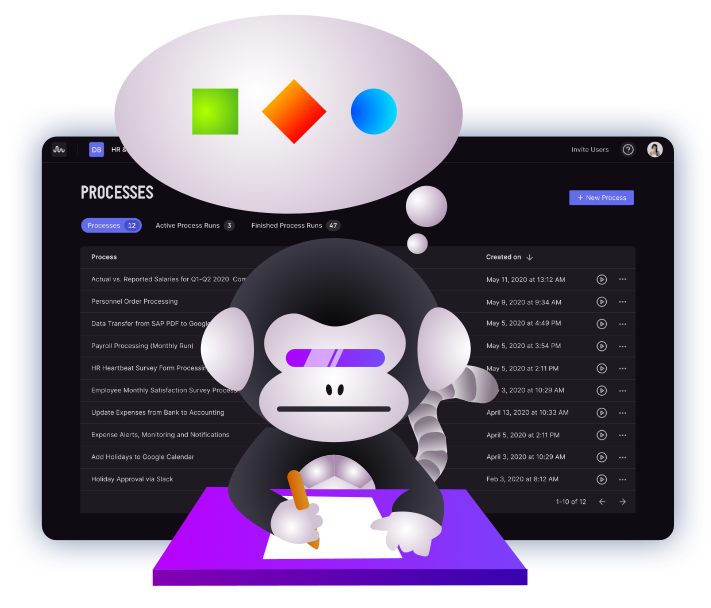 DB HR &
Invite Users
PROCESSES
+ New Process
Processes 12 Active Process Runs 3 Finished Process Runs 47
Process Created on
Actual vs. Reported Salaries for Q1-Q2 2020 Com May 11, 2020 at 13:12 AM
Personnel Order Processing May 9, 2020 at 9:34 AM
Data Transfer from SAP PDF to Google May 5, 2020 at 4:49 PM
Payroll Processing (Monthly Run) May 5, 2020 at 3:54 PM
HR Heartbeat Survey Form Processin May 5, 2020 at 2:11 PM
Employee Monthly Satisfaction Survey Process 3, 2020 at 10:29 AM
Update Expenses from Bank to Accounting April 13, 2020 at 10:33 AM
Expense Alerts, Monitoring and Notifications April 5, 2020 at 2:11 PM
Add Holidays to Google Calendar April 3, 2020 at 10:29 AM
Holiday Approval via Slack Feb 3, 2020 at 8:12 AM
1-10 of 12